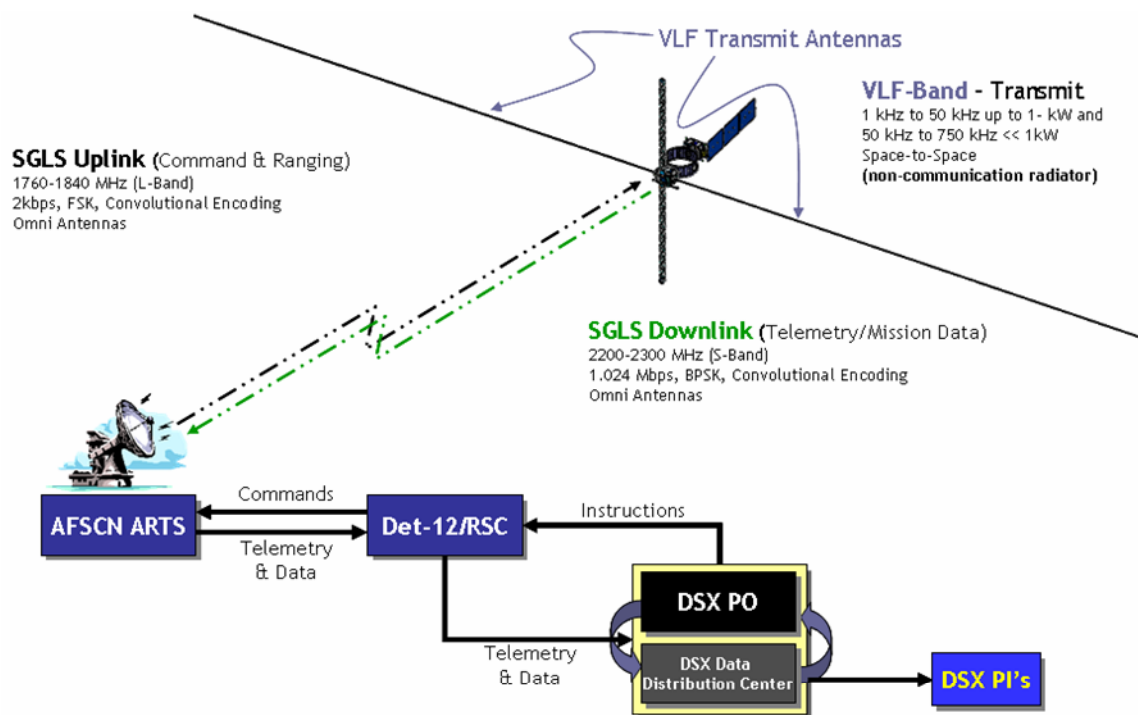 VLF Transmit Antennas
VLF-Band - Transmit
1 kHz to 50 kHz up to 1- kW and
50 kHz to 750 kHz << 1kW
Space-to-Space
(non-communication radiator)
SGLS Uplink (Command & Ranging)
1760-1840 MHz (L-Band)
2kbps, FSK, Convolutional Encoding
Omni Antennas
SGLS Downlink (Telemetry/Mission Data)
2200-2300 MHz (S-Band)
1.024 Mbps, BPSK, Convolutional Encoding
Omni Antennas
AFSCN ARTS
Commands
Telemetry
& Data
Det-12/RSC
Instructions
Telemetry
& Data
DSX PO
DSX Data
Distribution Center
DSX PI's